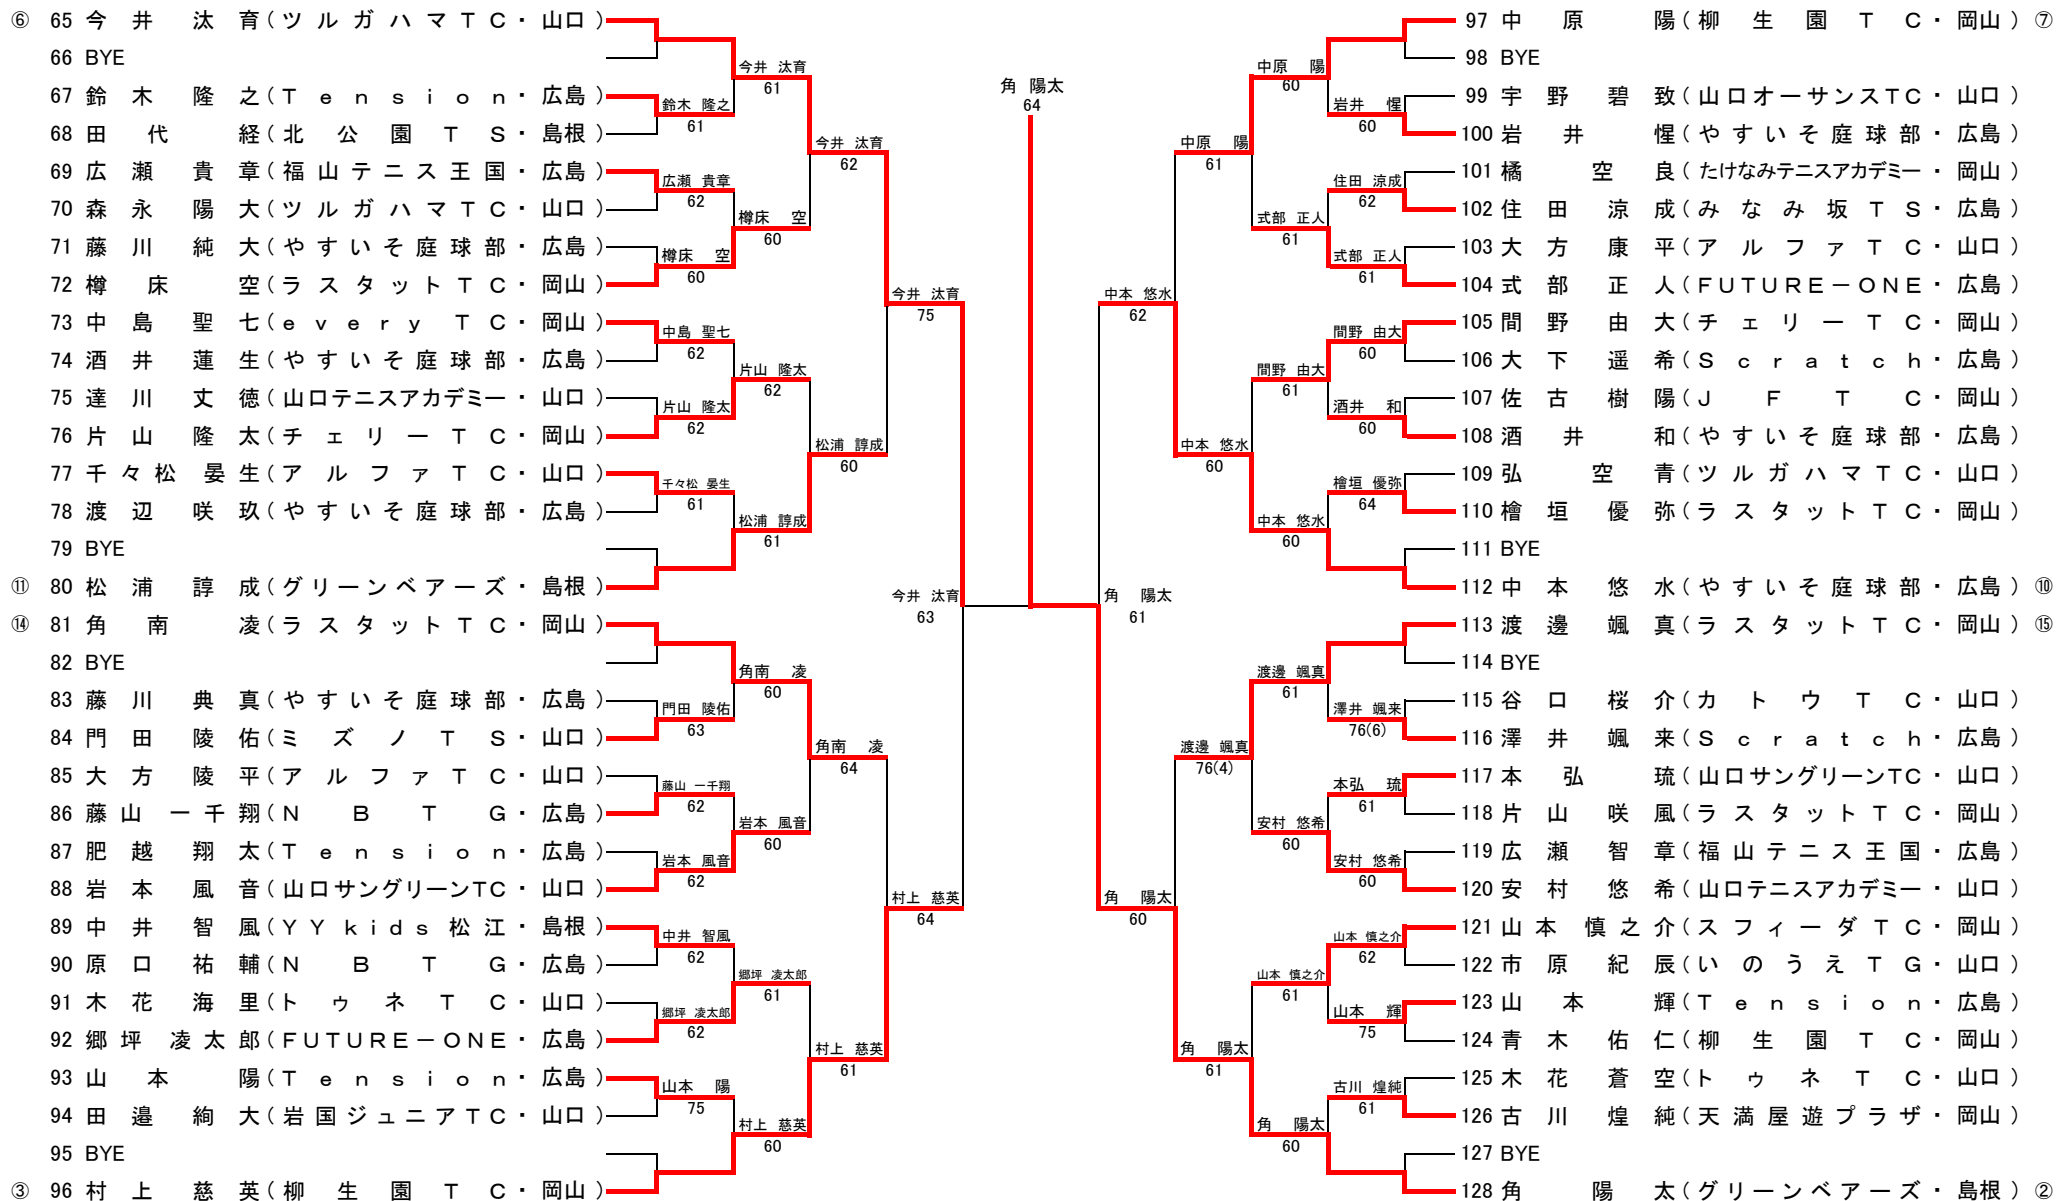 ⑥ 65 今井 汰育(ツルガハマTC・山口)
66 BYE
67 鈴木 隆之(Tension・広島)
68 田代 経(北公園TS・島根)
69 広瀬 貴章(福山テニス王国・広島)
70 森永 陽大(ツルガハマTC・山口)
71 藤川 純大(やすいそ庭球部・広島)
72 樽床 空(ラスタットTC・岡山)
73 中島 聖七(every TC・岡山)
74 酒井 蓮生(やすいそ庭球部・広島)
75 達川 丈徳(山口テニスアカデミー・山口)
76 片山 隆太(チェリーTC・岡山)
77 千々松 晏生(アルファTC・山口)
78 渡辺 咲玖(やすいそ庭球部・広島)
79 BYE
⑪ 80 松浦 諄成(グリーンベアーズ・島根)
⑭ 81 角南 凌(ラスタットTC・岡山)
82 BYE
83 藤川 典真(やすいそ庭球部・広島)
84 門田 陵佑(ミズノTS・山口)
85 大方 陵平(アルファTC・山口)
86 藤山 一千翔(NBTG・広島)
87 肥越 翔太(Tension・広島)
88 岩本 風音(山口サングリーンTC・山口)
89 中井 智風(YYkids松江・島根)
90 原口 祐輔(NBTG・広島)
91 木花 海里(トゥネTC・山口)
92 郷坪 凌太郎(FUTURE-ONE・広島)
93 山本 陽(Tension・広島)
94 田邉 絢大(岩国ジュニアTC・山口)
95 BYE
③ 96 村上 慈英(柳生園TC・岡山)
鈴木 隆之
61
広瀬 貴章
62
樽床 空
60
中島 聖七
62
片山 隆太
62
千々松 晏生
61
門田 陵佑
63
藤山 一千翔
62
岩本 風音
62
中井 智風
62
郷坪 凌太郎
62
山本 陽
75
今井 汰育
61
樽床 空
60
片山 隆太
62
松浦 諄成
61
角南 凌
60
岩本 風音
60
郷坪 凌太郎
61
村上 慈英
60
今井 汰育
62
松浦 諄成
60
角南 凌
64
村上 慈英
61
今井 汰育
75
村上 慈英
64
今井 汰育
63
角 陽太
64
角 陽太
61
中本 悠水
62
角 陽太
60
中原 陽
61
中本 悠水
60
渡邊 颯真
76(4)
角 陽太
61
中原 陽
60
式部 正人
61
間野 由大
61
中本 悠水
60
渡邊 颯真
61
安村 悠希
60
山本 慎之介
61
角 陽太
60
岩井 惺
60
住田 涼成
62
式部 正人
61
間野 由大
60
酒井 和
60
檜垣 優弥
64
澤井 颯来
76(6)
本弘 琉
61
安村 悠希
60
山本 慎之介
62
山本 輝
75
古川 煌純
61
97 中原 陽(柳生園TC・岡山) ⑦
98 BYE
99 宇野 碧致(山口オーサンスTC・山口)
100 岩井 惺(やすいそ庭球部・広島)
101 橘 空良(たけなみテニスアカデミー・岡山)
102 住田 涼成(みなみ坂TS・広島)
103 大方 康平(アルファTC・山口)
104 式部 正人(FUTURE-ONE・広島)
105 間野 由大(チェリーTC・岡山)
106 大下 遥希(Scratch・広島)
107 佐古 樹陽(JFTC・岡山)
108 酒井 和(やすいそ庭球部・広島)
109 弘 空青(ツルガハマTC・山口)
110 檜垣 優弥(ラスタットTC・岡山)
111 BYE
112 中本 悠水(やすいそ庭球部・広島) ⑩
113 渡邊 颯真(ラスタットTC・岡山) ⑮
114 BYE
115 谷口 桜介(カトウTC・山口)
116 澤井 颯来(Scratch・広島)
117 本弘 琉(山口サングリーンTC・山口)
118 片山 咲風(ラスタットTC・岡山)
119 広瀬 智章(福山テニス王国・広島)
120 安村 悠希(山口テニスアカデミー・山口)
121 山本 慎之介(スフィーダTC・岡山)
122 市原 紀辰(いのうえTG・山口)
123 山本 輝(Tension・広島)
124 青木 佑仁(柳生園TC・岡山)
125 木花 蒼空(トゥネTC・山口)
126 古川 煌純(天満屋遊プラザ・岡山)
127 BYE
128 角 陽太(グリーンベアーズ・島根) ②